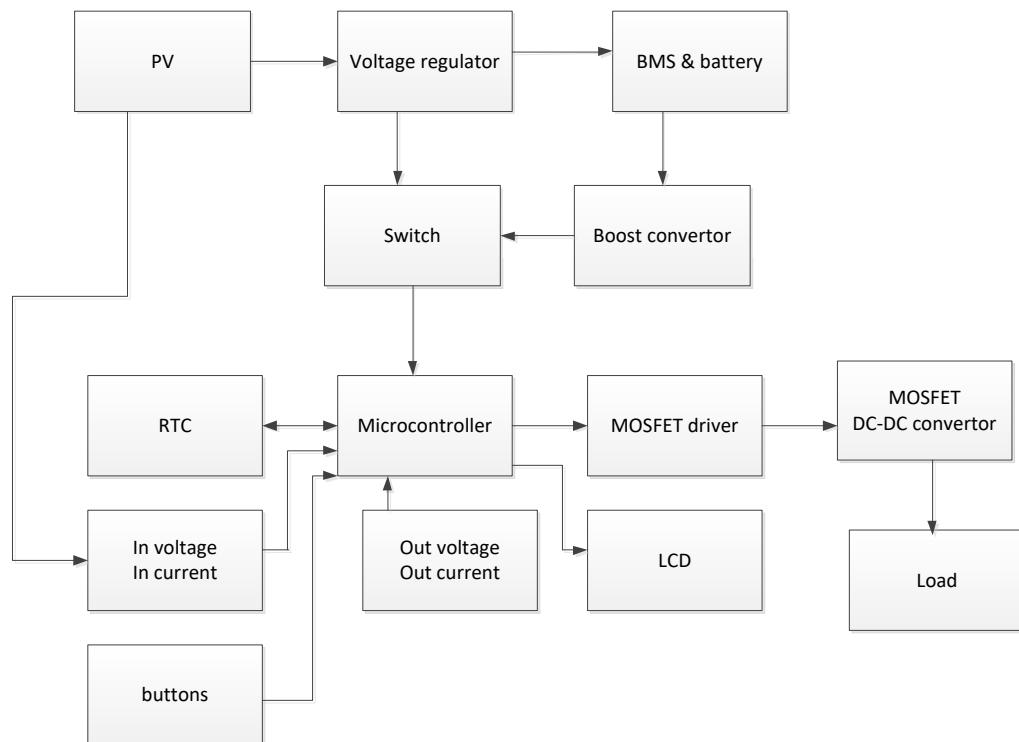 PV
Voltage regulator
BMS & battery
Switch
Boost convertor
RTC
Microcontroller
MOSFET driver
MOSFET
DC-DC convertor
In voltage
In current
Out voltage
Out current
LCD
Load
buttons